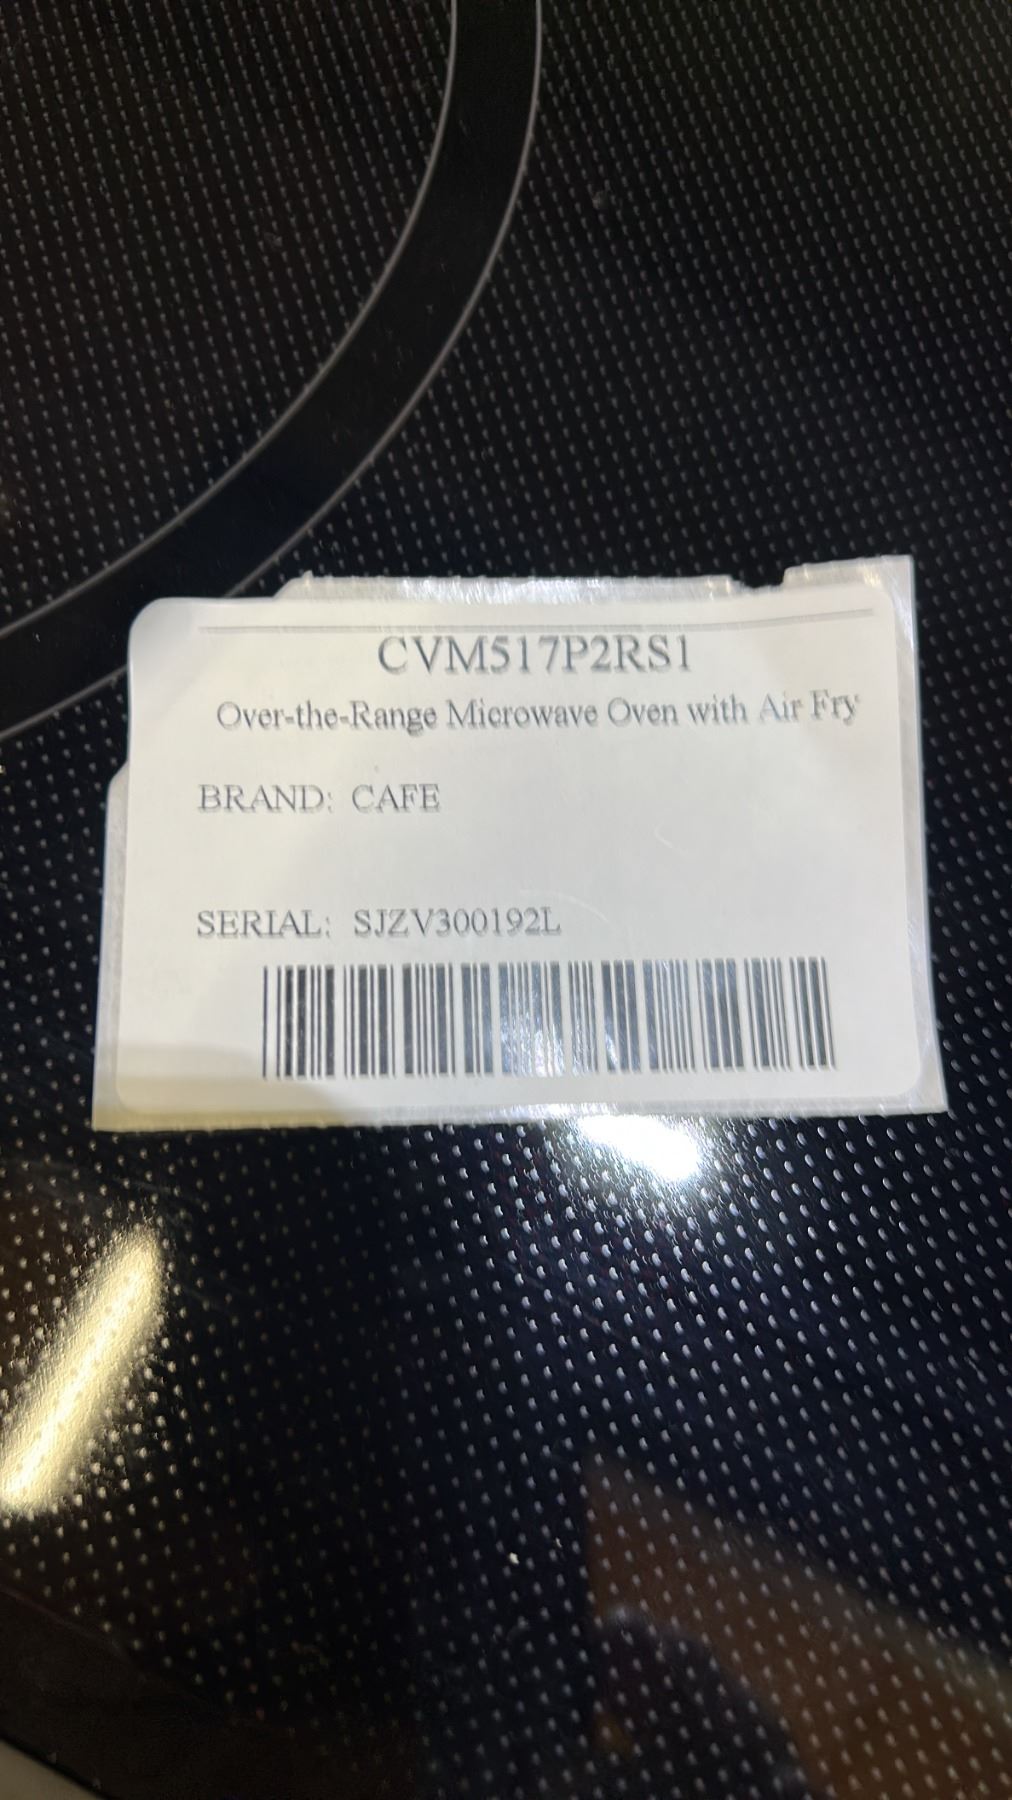 CVM517P2RS1
Over-the-Range Microwave Oven with Air Fry
BRAND: CAFE
SERIAL: SJZV300192L